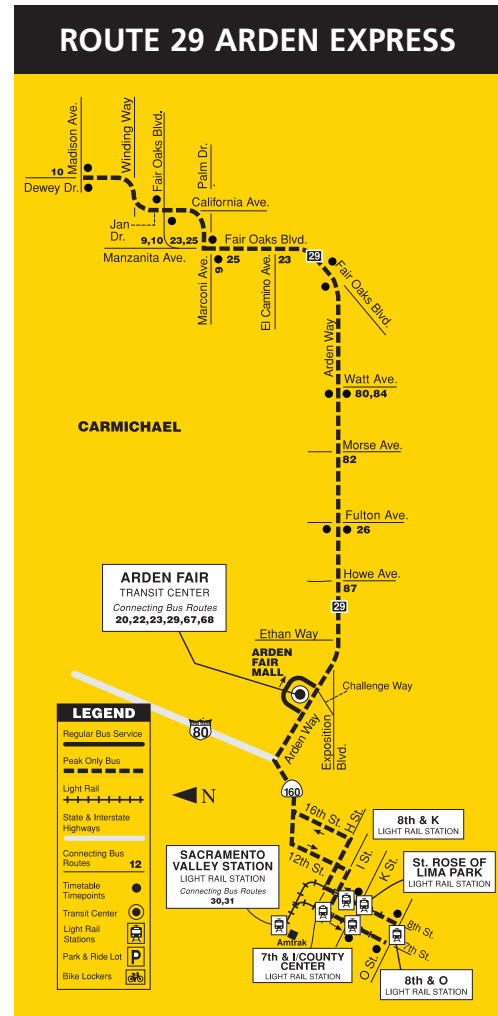 ROUTE 29 ARDEN EXPRESS
Madison Ave.
Winding Way
Fair Oaks Blvd.
Palm Dr.
10
Dewey Dr.
California Ave.
Jan
Dr.
9,10
23,25
Fair Oaks Blvd.
Manzanita Ave.
Marconi Ave.
9
25
El Camino Ave.
23
29
Fair Oaks Blvd.
Arden Way
Watt Ave.
80,84
CARMICHAEL
Morse Ave.
82
Fulton Ave.
26
Howe Ave.
87
29
ARDEN FAIR
TRANSIT CENTER
Connecting Bus Routes
20,22,23,29,67,68
Ethan Way
ARDEN
FAIR
MALL
Challenge Way
Arden Way
Exposition
Blvd.
80
160
N
LEGEND
Regular Bus Service
Peak Only Bus
Light Rail
State & Interstate
Highways
Connecting Bus
Routes 12
Timetable
Timepoints
Transit Center
Light Rail
Stations
Park & Ride Lot
P
Bike Lockers
16th St.
12th St.
H St.
I St.
K St.
8th & K
LIGHT RAIL STATION
St. ROSE OF
LIMA PARK
LIGHT RAIL STATION
SACRAMENTO
VALLEY STATION
LIGHT RAIL STATION
Connecting Bus Routes
30,31
Amtrak
7th & I/COUNTY
CENTER
LIGHT RAIL STATION
8th St.
7th St.
O St.
8th & O
LIGHT RAIL STATION